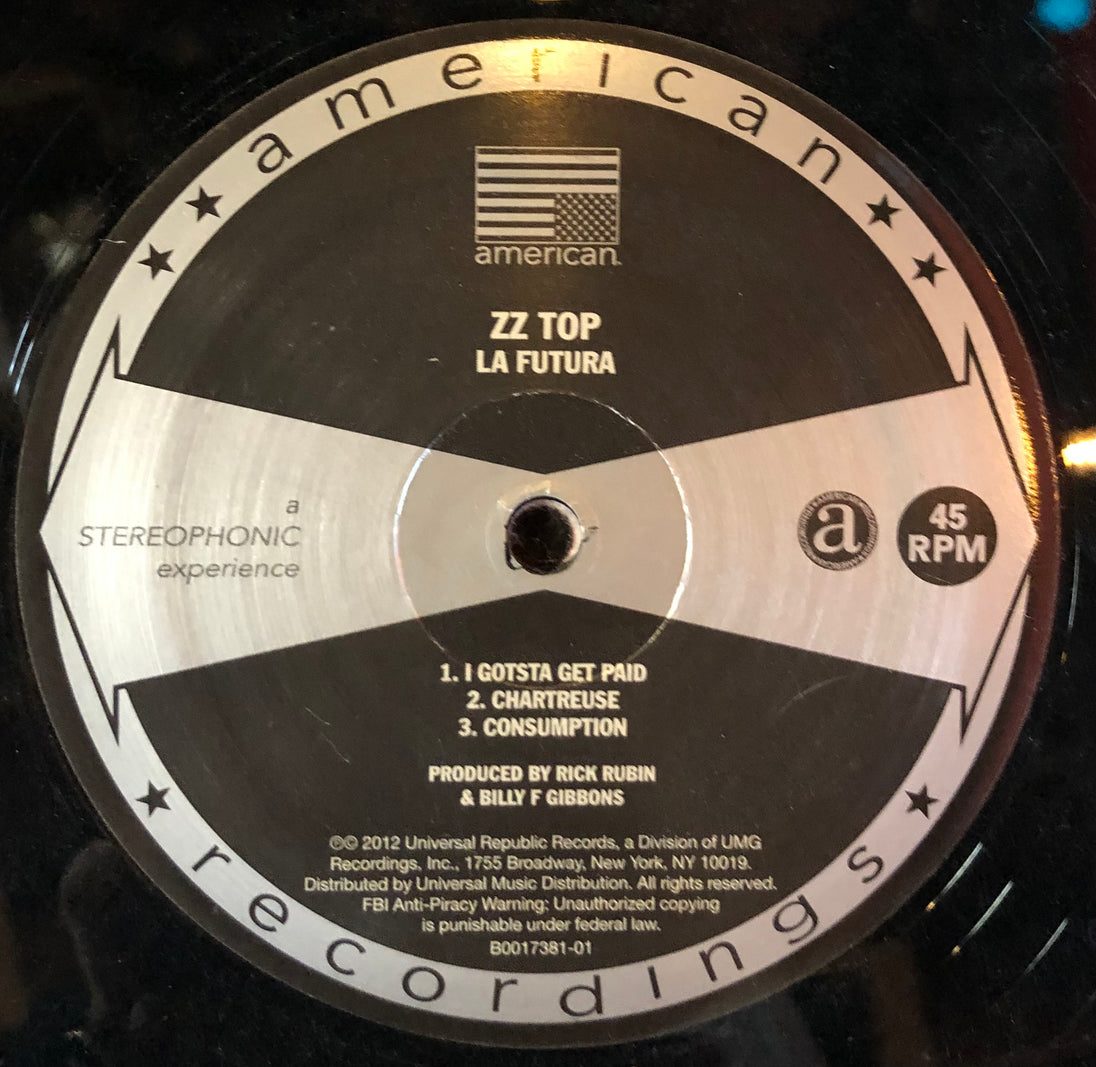 american
american
ZZ TOP
LA FUTURA
a
STEREOPHONIC
experience
a
45
RPM
1. I GOTSTA GET PAID
2. CHARTREUSE
3. CONSUMPTION
PRODUCED BY RICK RUBIN
& BILLY F GIBBONS
℗© 2012 Universal Republic Records, a Division of UMG
Recordings, Inc., 1755 Broadway, New York, NY 10019.
Distributed by Universal Music Distribution. All rights reserved.
FBI Anti-Piracy Warning: Unauthorized copying
is punishable under federal law.
B0017381-01
recordings